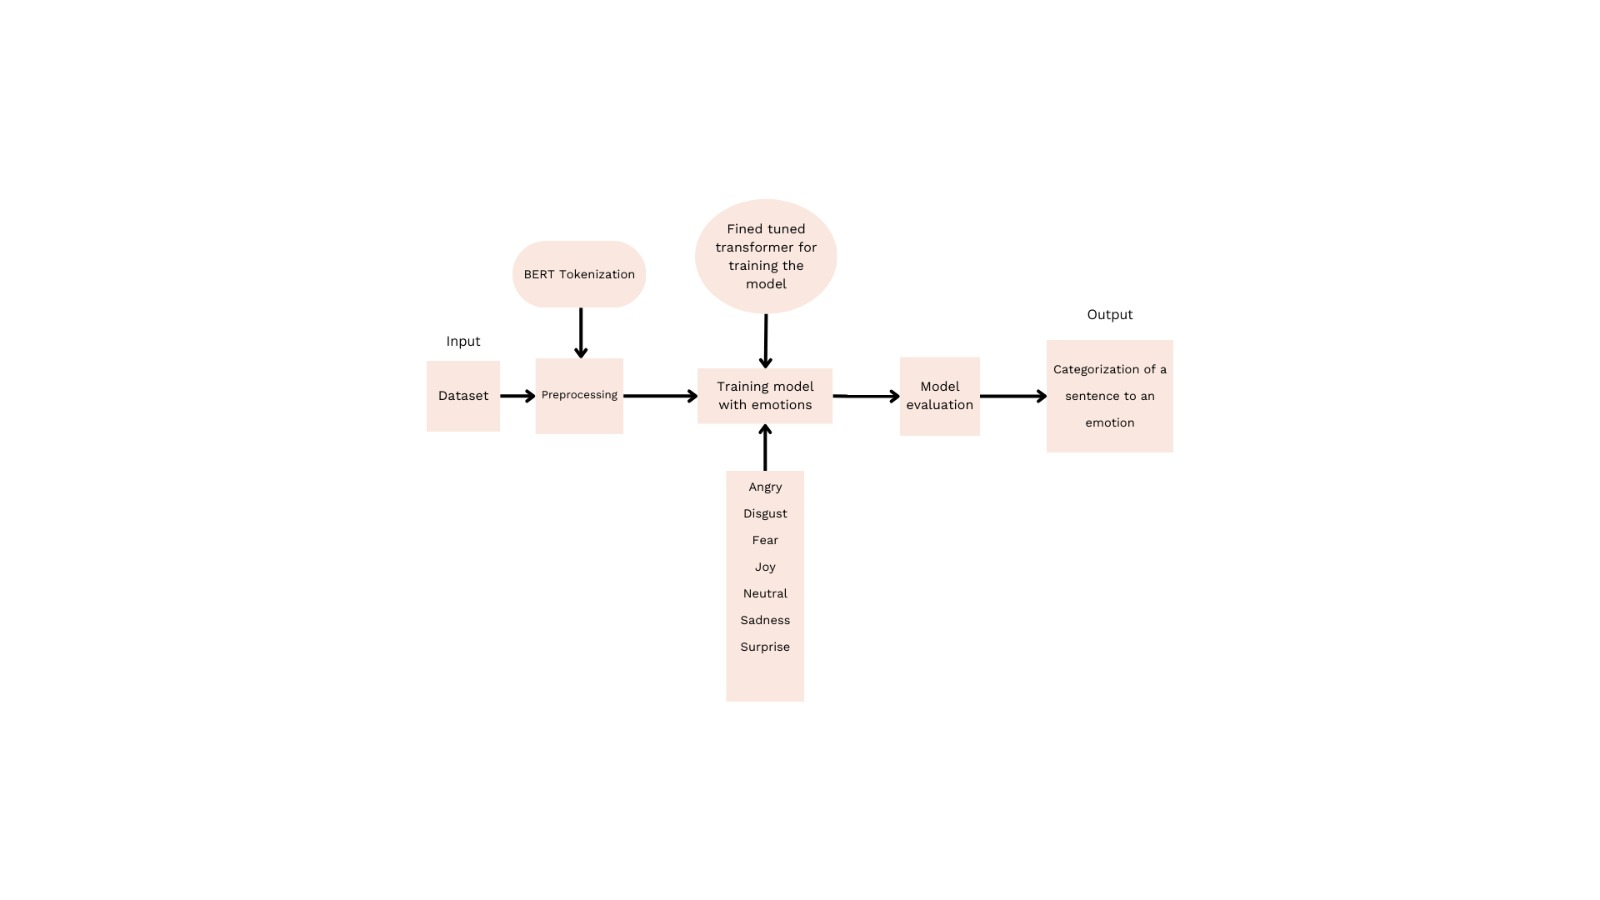 Fined tuned
transformer for
training the
model
BERT Tokenization
Input
Output
Dataset
Preprocessing
Training model
with emotions
Model
evaluation
Categorization of a
sentence to an
emotion
Angry
Disgust
Fear
Joy
Neutral
Sadness
Surprise